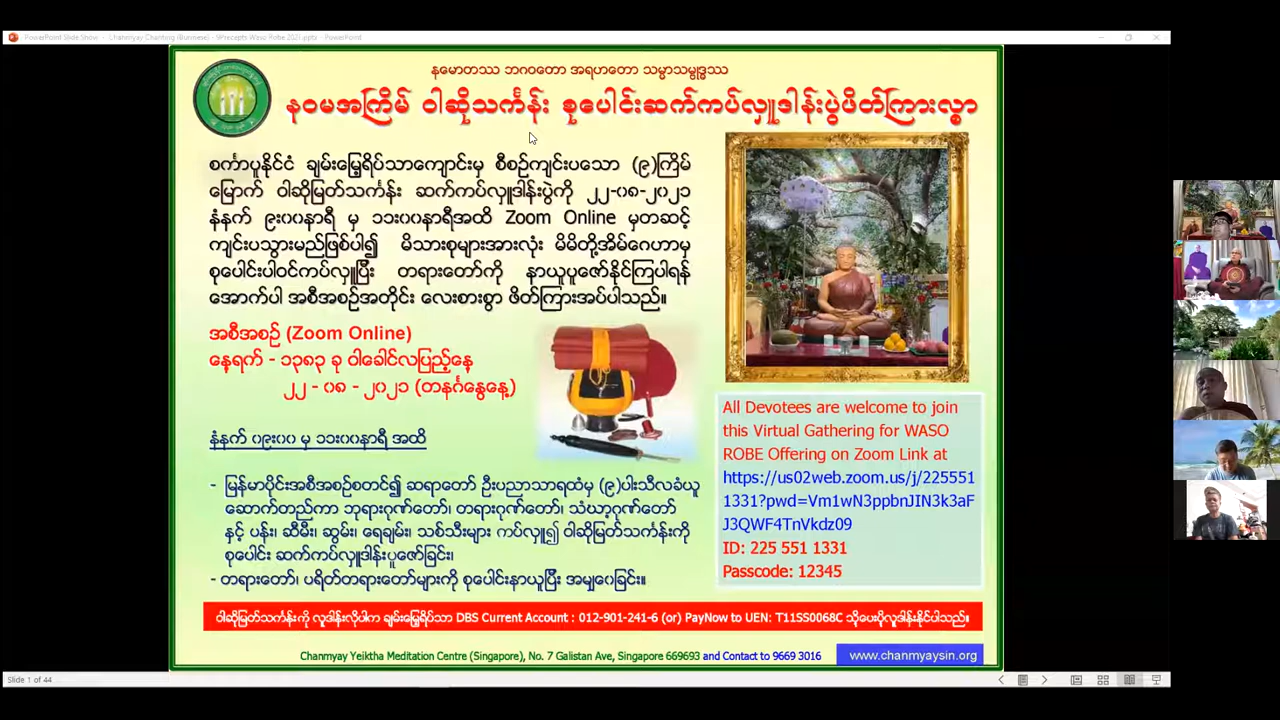 PowerPoint Slide Show - Chanmyay Chanting (Burmese) - 9Precepts Waso Robe 2021.pptx - PowerPoint
နမောတဿ ဘဂဝတော အရဟတော သမ္မာသမ္ဗုဒ္ဓဿ
နဝမအကြိမ် ဝါဆိုသင်္ကန်း စုပေါင်းဆက်ကပ်လှူဒါန်းပွဲဖိတ်ကြားလွှာ
စင်္ကာပူနိုင်ငံ ချမ်းမြေ့ရိပ်သာကျောင်းမှ စီစဉ်ကျင်းပသော (၉)ကြိမ်
မြောက် ဝါဆိုမြတ်သင်္ကန်း ဆက်ကပ်လှူဒါန်းပွဲကို ၂၂-၀၈-၂၀၂၁
နံနက် ၉း၀၀နာရီ မှ ၁၁း၀၀နာရီအထိ Zoom Online မှတဆင့်
ကျင်းပသွားမည်ဖြစ်ပါ၍ မိသားစုများအားလုံး မိမိတို့အိမ်ဂေဟာမှ
စုပေါင်းပါဝင်ကပ်လှူပြီး တရားတော်ကို နာယူပူဇော်နိုင်ကြပါရန်
အောက်ပါ အစီအစဉ်အတိုင်း လေးစားစွာ ဖိတ်ကြားအပ်ပါသည်။
အစီအစဉ် (Zoom Online)
နေ့ရက် - ၁၃၈၃ ခု ဝါခေါင်လပြည့်နေ့
၂၂ - ၀၈ - ၂၀၂၁ (တနင်္ဂနွေနေ့)
နံနက် ၀၉း၀၀ မှ ၁၁း၀၀နာရီ အထိ
- မြန်မာပိုင်းအစီအစဉ်စတင်၍ ဆရာတော် ဦးပညာသာရထံမှ (၉)ပါးသီလခံယူ
ဆောက်တည်ကာ ဘုရားဂုဏ်တော်၊ တရားဂုဏ်တော်၊ သံဃာ့ဂုဏ်တော်
နှင့် ပန်း၊ ဆီမီး၊ ဆွမ်း၊ ရေချမ်း၊ သစ်သီးများ ကပ်လှူ၍ ဝါဆိုမြတ်သင်္ကန်းကို
စုပေါင်း ဆက်ကပ်လှူဒါန်းပူဇော်ခြင်း၊
- တရားတော်၊ ပရိတ်တရားတော်များကို စုပေါင်းနာယူပြီး အမျှဝေခြင်း။
All Devotees are welcome to join
this Virtual Gathering for WASO
ROBE Offering on Zoom Link at
https://us02web.zoom.us/j/225551
1331?pwd=Vm1wN3ppbnJIN3k3aF
J3QWF4TnVkdz09
ID: 225 551 1331
Passcode: 12345
ဝါဆိုမြတ်သင်္ကန်းကို လှူဒါန်းလိုပါက ချမ်းမြေ့ရိပ်သာ DBS Current Account : 012-901-241-6 (or) PayNow to UEN: T11SS0068C သို့ပေးပို့လှူဒါန်းနိုင်ပါသည်။
Chanmyay Yeiktha Meditation Centre (Singapore), No. 7 Galistan Ave, Singapore 669693 and Contact to 9669 3016
www.chanmyaysin.org
Slide 1 of 44